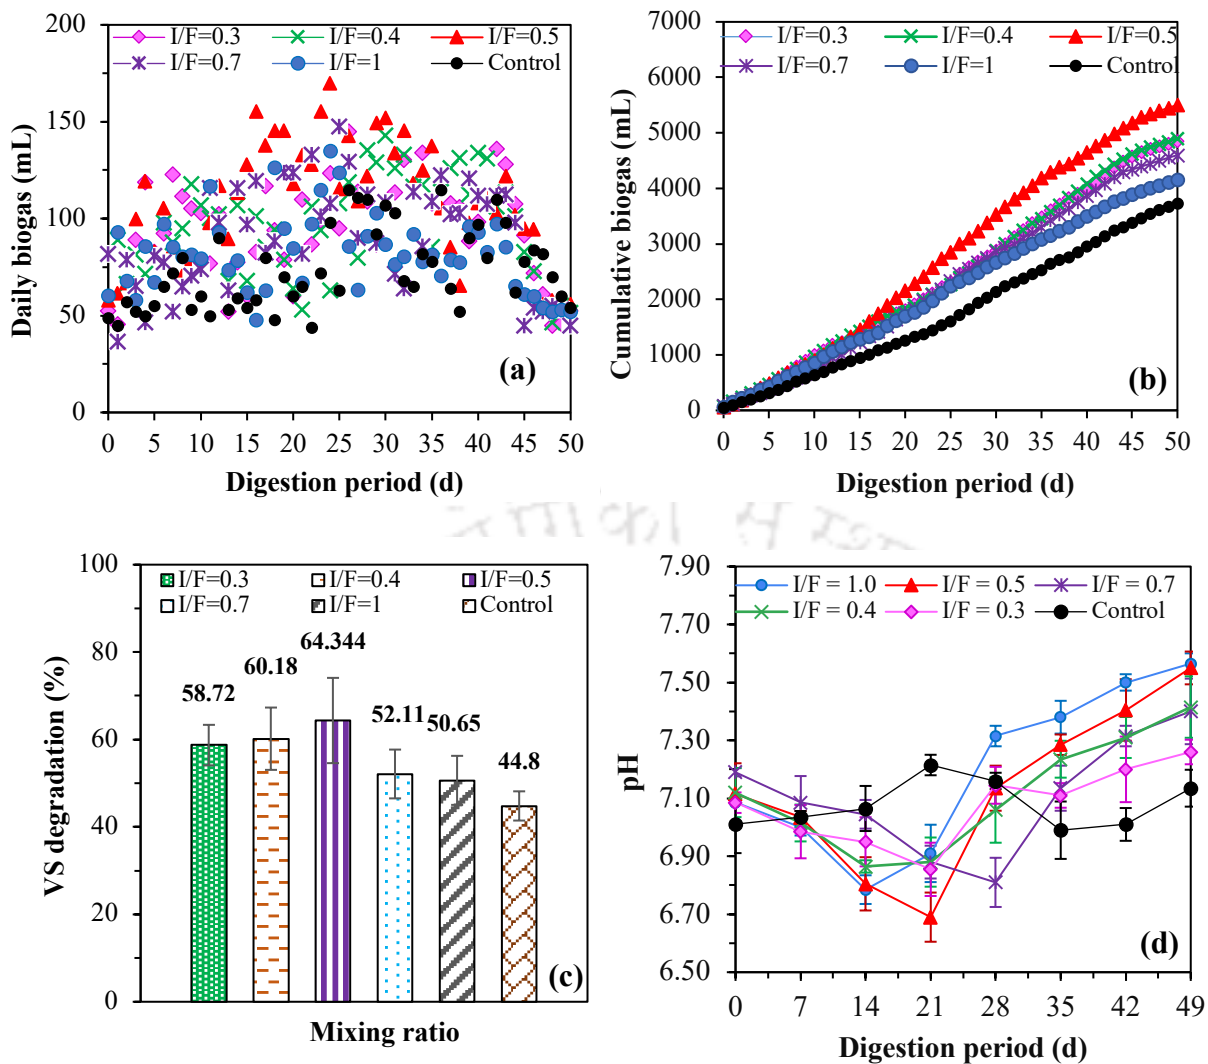 200
150
100
50
0
Daily biogas (mL)
I/F=0.3 I/F=0.4 I/F=0.5
I/F=0.7 I/F=1 Control
(a)
0 5 10 15 20 25 30 35 40 45 50
Digestion period (d)
7000
6000
5000
4000
3000
2000
1000
0
Cumulative biogas (mL)
I/F=0.3 I/F=0.4 I/F=0.5
I/F=0.7 I/F=1 Control
(b)
0 5 10 15 20 25 30 35 40 45 50
Digestion period (d)
100
80
60
40
20
0
VS degradation (%)
I/F=0.3 I/F=0.4 I/F=0.5
I/F=0.7 I/F=1 Control
58.72 60.18 64.344 52.11 50.65 44.8
(c)
Mixing ratio
7.90
7.70
7.50
7.30
7.10
6.90
6.70
6.50
pH
I/F = 1.0 I/F = 0.5 I/F = 0.7
I/F = 0.4 I/F = 0.3 Control
(d)
0 7 14 21 28 35 42 49
Digestion period (d)